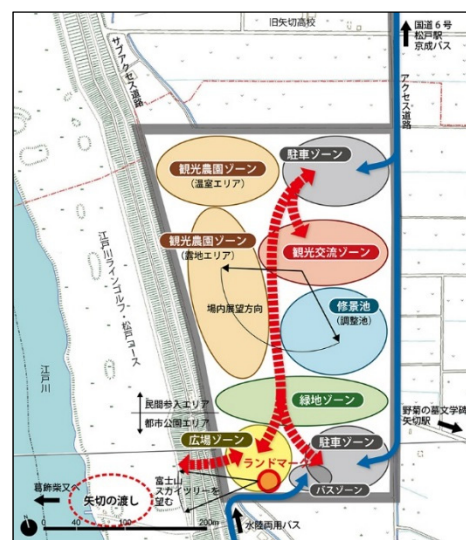 旧矢切高校
国道6号
松戸駅
京成バス
サブアクセス道路
アクセス道路
観光農園ゾーン
(温室エリア)
駐車ゾーン
観光農園ゾーン
(露地エリア)
観光交流ゾーン
場内展望方向
修景池
(調整池)
江戸川ラインゴルフ・松戸コース
江戸川
民間参入エリア
都市公園エリア
緑地ゾーン
野菊の墓文学碑
矢切駅
広場ゾーン
駐車ゾーン
ランドマーク
バスゾーン
葛飾柴又へ
矢切の渡し
富士山
スカイツリーを
望む
0
100
200m
水陸両用バス